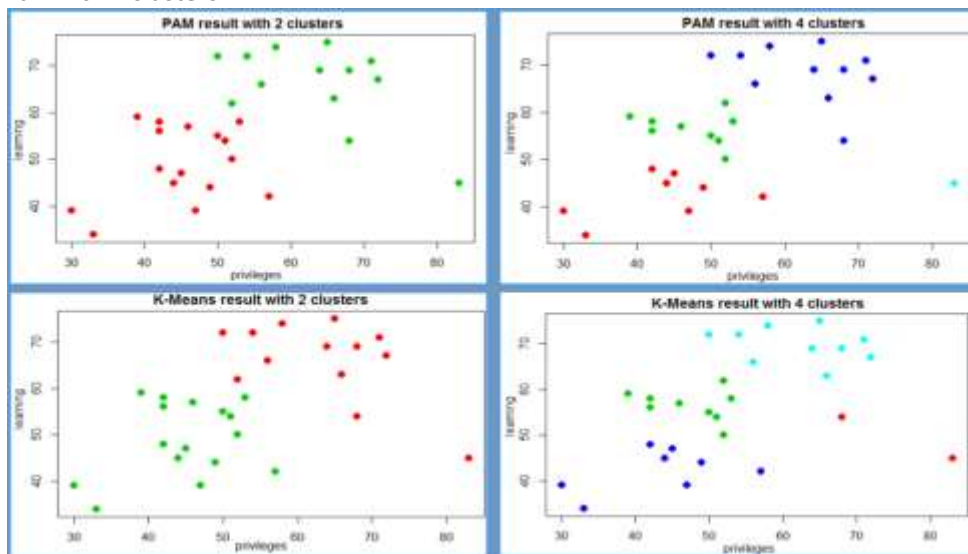 PAM result with 2 clusters
learning
40 50 60 70
30 40 50 60 70 80
privileges
PAM result with 4 clusters
learning
40 50 60 70
30 40 50 60 70 80
privileges
K-Means result with 2 clusters
learning
40 50 60 70
30 40 50 60 70 80
privileges
K-Means result with 4 clusters
learning
40 50 60 70
30 40 50 60 70 80
privileges